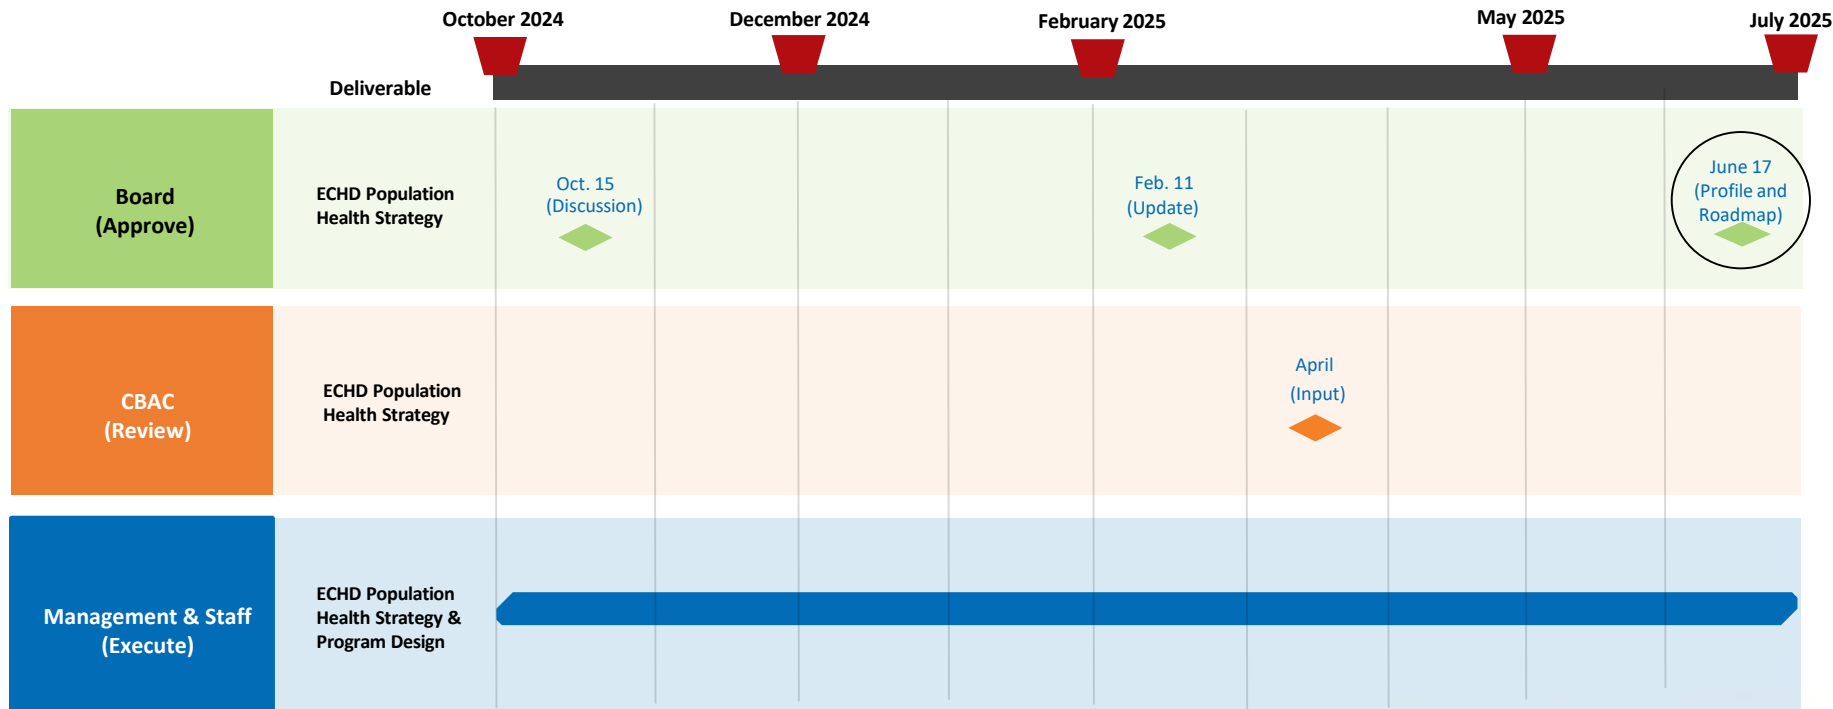 October 2024
December 2024
February 2025
May 2025
July 2025
Deliverable
Board
(Approve)
ECHD Population
Health Strategy
Oct. 15
(Discussion)
Feb. 11
(Update)
June 17
(Profile and
Roadmap)
CBAC
(Review)
ECHD Population
Health Strategy
April
(Input)
Management & Staff
(Execute)
ECHD Population
Health Strategy &
Program Design